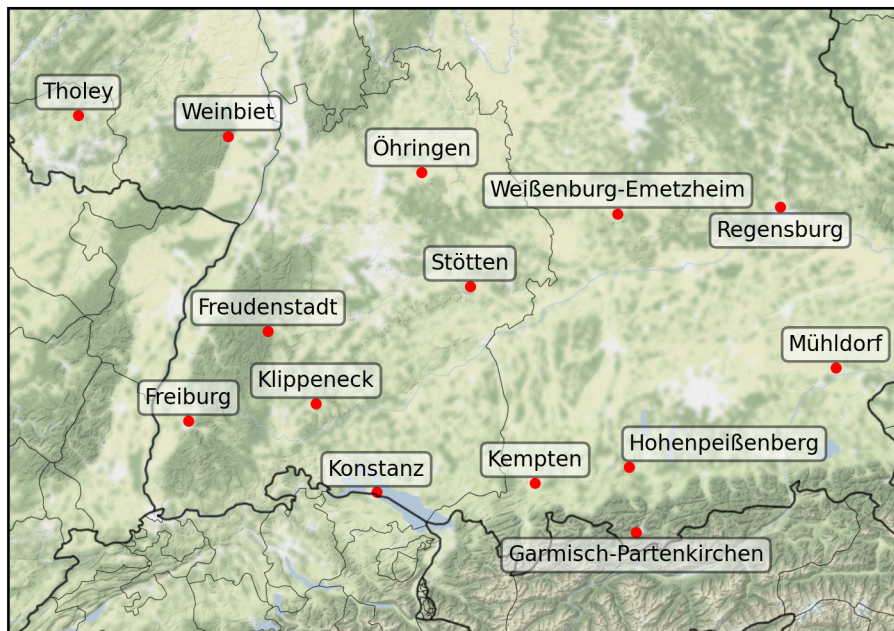 Tholey
Weinbiet
Öhringen
Weißenburg-Emetzheim
Regensburg
Stötten
Freudenstadt
Mühldorf
Klippeneck
Freiburg
Hohenpeißenberg
Kempten
Konstanz
Garmisch-Partenkirchen